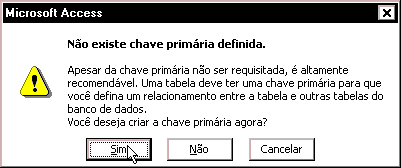 Microsoft Access
Não existe chave primária definida.
Apesar da chave primária não ser requisitada, é altamente
recomendável. Uma tabela deve ter uma chave primária para que
você defina um relacionamento entre a tabela e outras tabelas do
banco de dados.
Você deseja criar a chave primária agora?
Sim Não Cancelar